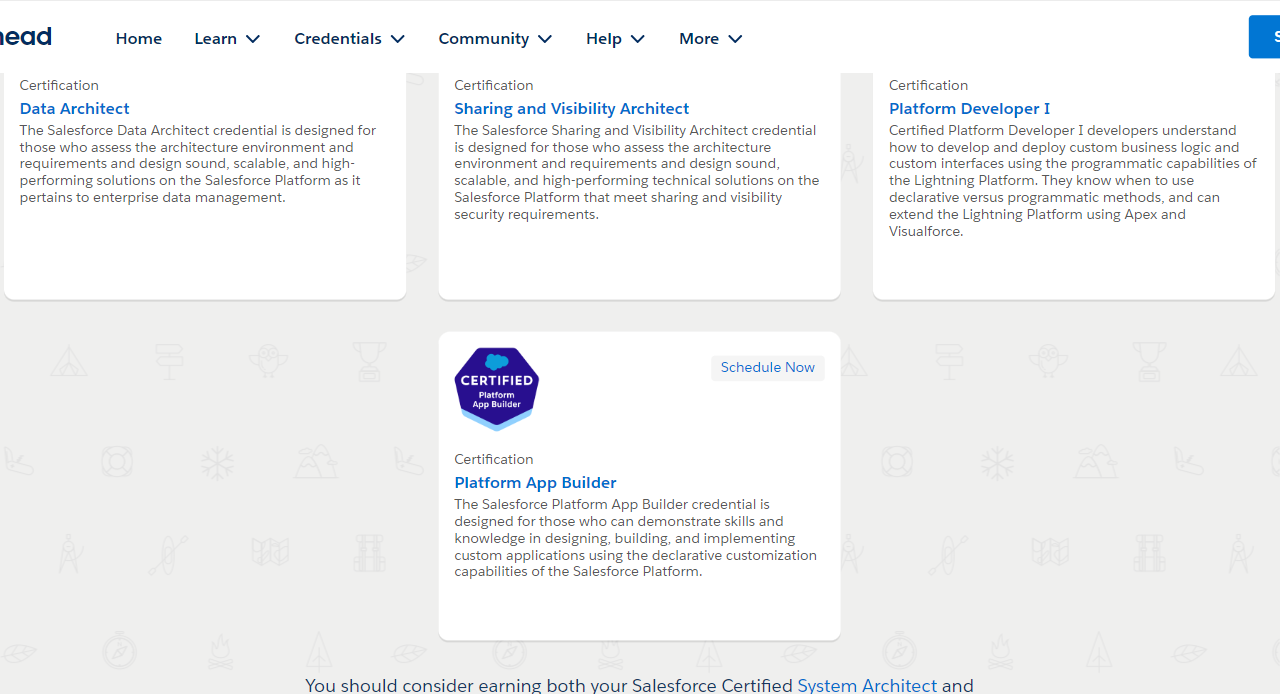 Home Learn Credentials Community Help More
Certification
Data Architect
The Salesforce Data Architect credential is designed for
those who assess the architecture environment and
requirements and design sound, scalable, and high-
performing solutions on the Salesforce Platform as it
pertains to enterprise data management.
Certification
Sharing and Visibility Architect
The Salesforce Sharing and Visibility Architect credential
is designed for those who assess the architecture
environment and requirements and design sound,
scalable, and high-performing technical solutions on the
Salesforce Platform that meet sharing and visibility
security requirements.
Certification
Platform Developer I
Certified Platform Developer I developers understand
how to develop and deploy custom business logic and
custom interfaces using the programmatic capabilities of
the Lightning Platform. They know when to use
declarative versus programmatic methods, and can
extend the Lightning Platform using Apex and
Visualforce.
CERTIFIED
Platform
App Builder
Schedule Now
Certification
Platform App Builder
The Salesforce Platform App Builder credential is
designed for those who can demonstrate skills and
knowledge in designing, building, and implementing
custom applications using the declarative customization
capabilities of the Salesforce Platform.
You should consider earning both your Salesforce Certified System Architect and